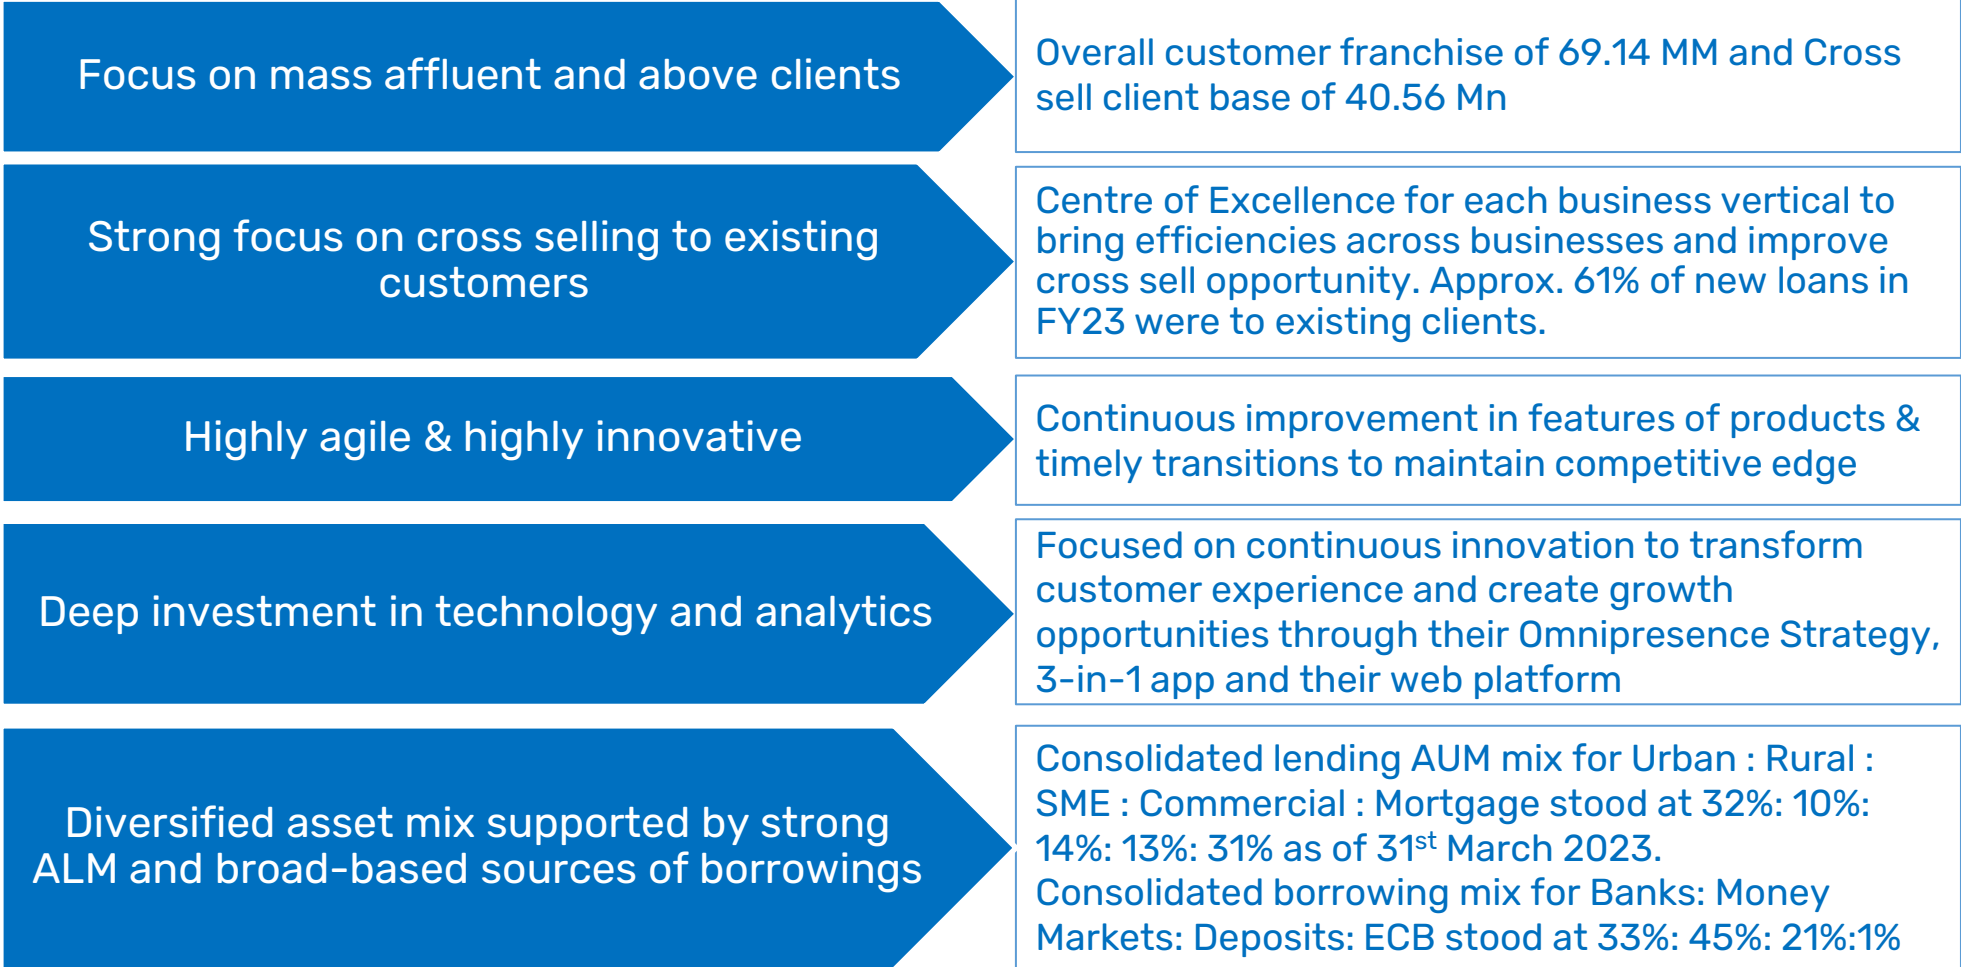 Focus on mass affluent and above clients
Overall customer franchise of 69.14 MM and Cross
sell client base of 40.56 Mn
Strong focus on cross selling to existing
customers
Centre of Excellence for each business vertical to
bring efficiencies across businesses and improve
cross sell opportunity. Approx. 61% of new loans in
FY23 were to existing clients.
Highly agile & highly innovative
Continuous improvement in features of products &
timely transitions to maintain competitive edge
Deep investment in technology and analytics
Focused on continuous innovation to transform
customer experience and create growth
opportunities through their Omnipresence Strategy,
3-in-1 app and their web platform
Diversified asset mix supported by strong
ALM and broad-based sources of borrowings
Consolidated lending AUM mix for Urban : Rural :
SME : Commercial : Mortgage stood at 32%: 10%:
14%: 13%: 31% as of 31st March 2023.
Consolidated borrowing mix for Banks: Money
Markets: Deposits: ECB stood at 33%: 45%: 21%:1%